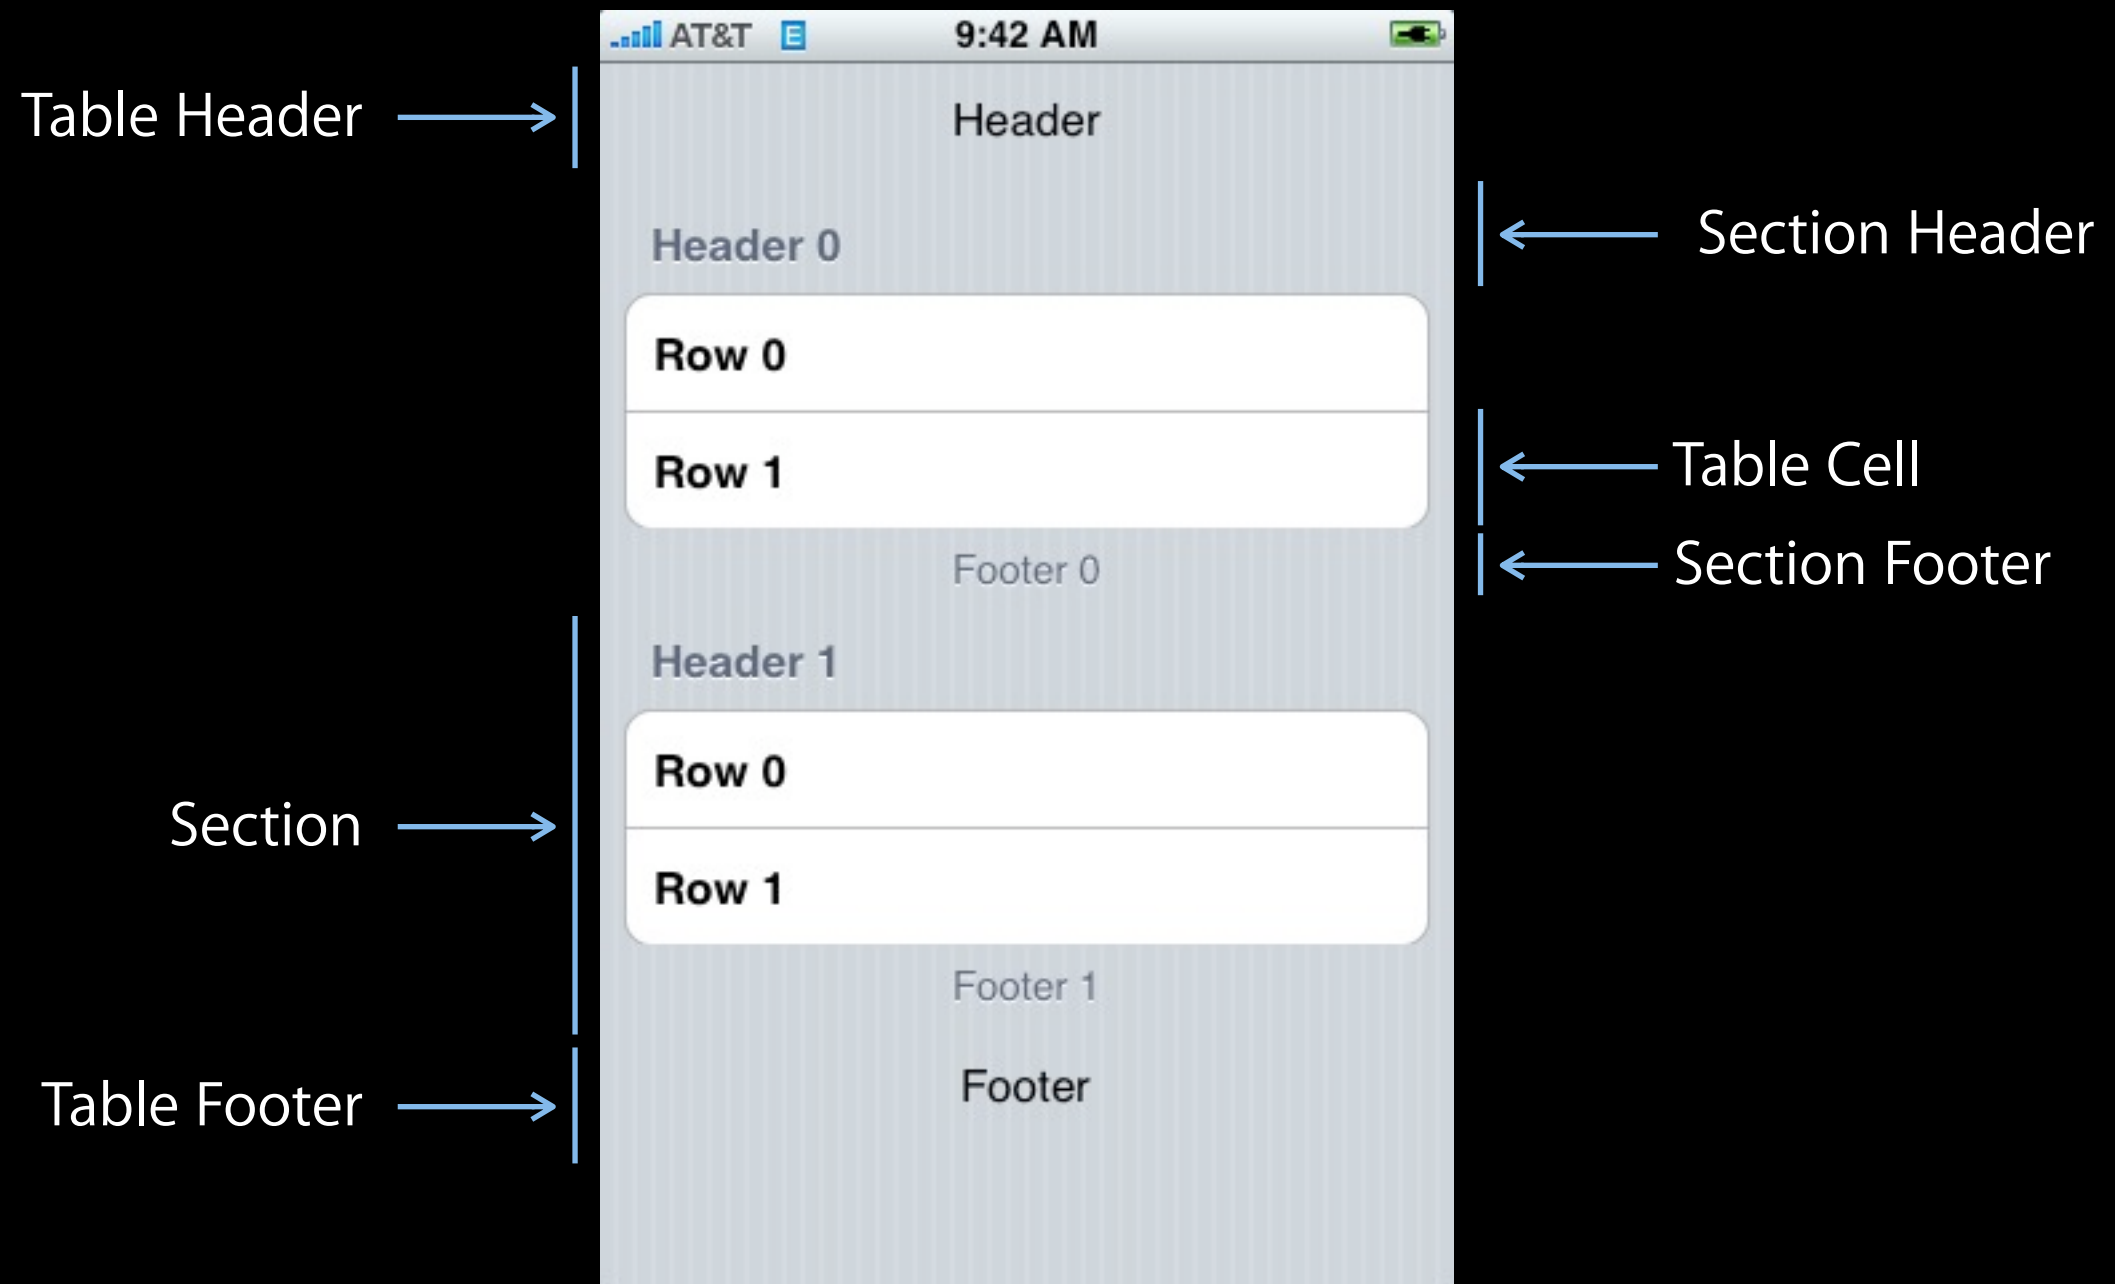 AT&T E 9:42 AM
Table Header
Header
Section Header
Header 0
Row 0
Table Cell
Row 1
Section Footer
Footer 0
Header 1
Row 0
Section
Row 1
Footer 1
Table Footer
Footer